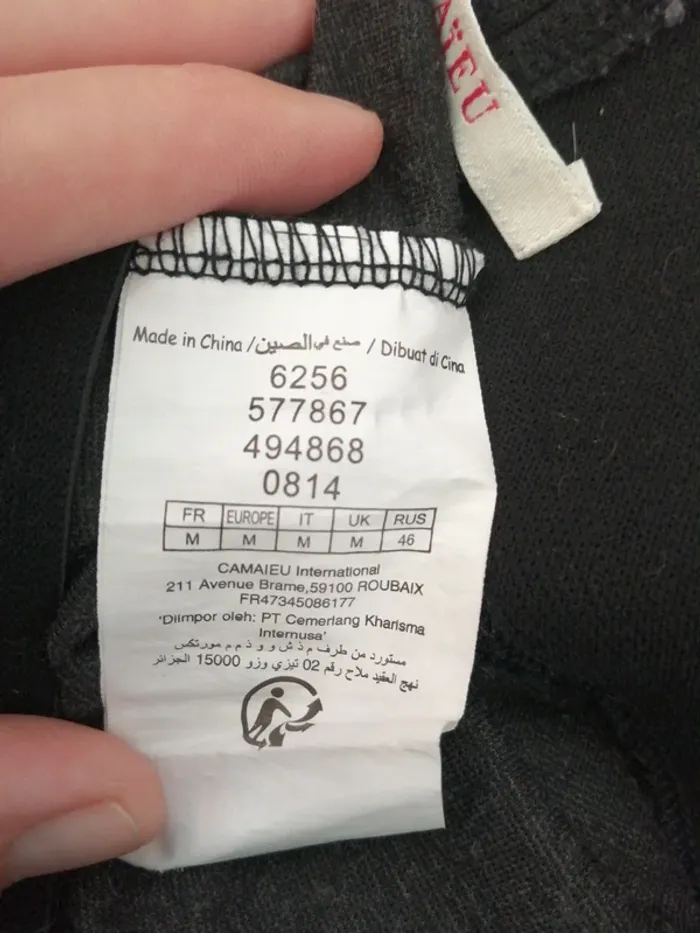 AÏEU
Made in China / صنع في الصين / Dibuat di Cina
6256
577867
494868
0814
FR EUROPE IT UK RUS
M M M M 46
CAMAIEU International
211 Avenue Brame,59100 ROUBAIX
FR47345086177
'Diimpor oleh: PT Cemerlang Kharisma
Internusa'
مستورد من طرف م ذ ش و و ذ م م مورتكس
نهج العقيد ملاح رقم 02 تيزي وزو 15000 الجزائر